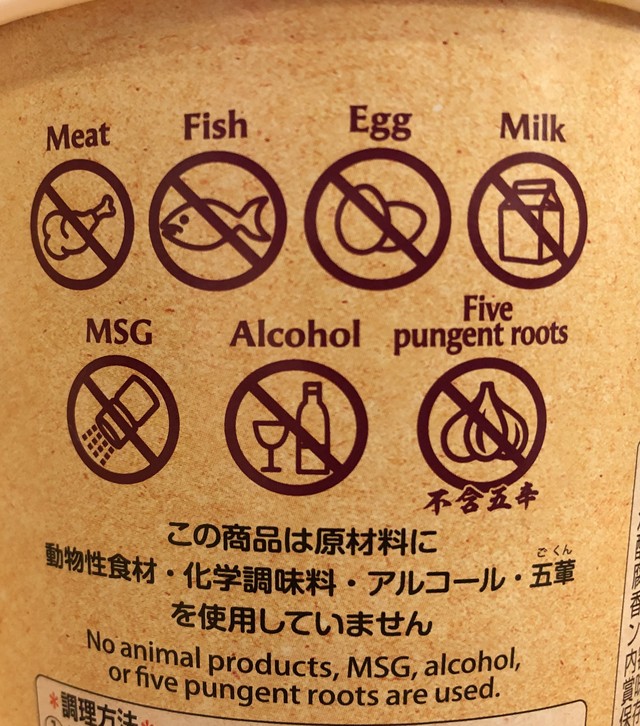 Meat Fish Egg Milk
MSG Alcohol Five
pungent roots
不含五辛
この商品は原材料に
ごくん
動物性食材・化学調味料・アルコール・五葷
を使用していません
No animal products, MSG, alcohol,
or five pungent roots are used.
*調理方法*